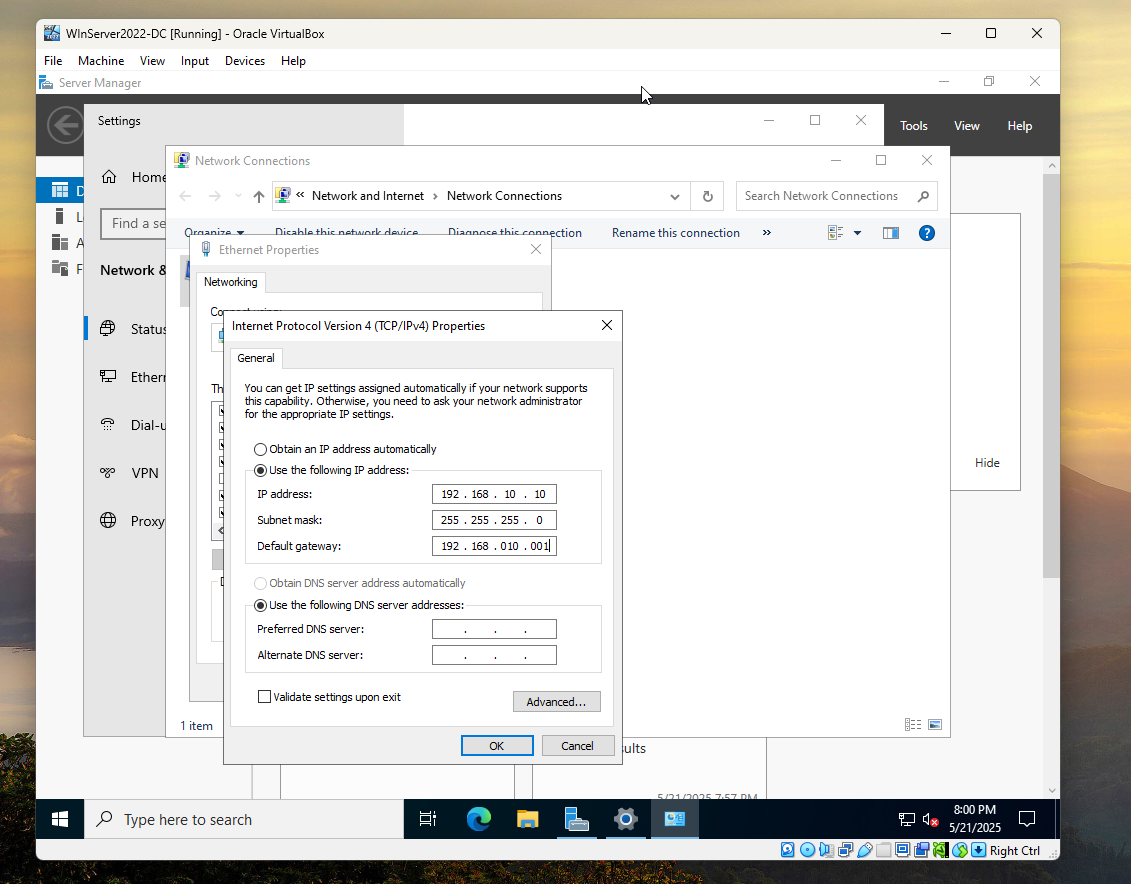 WInServer2022-DC [Running] - Oracle VirtualBox
File Machine View Input Devices Help
Server Manager
Settings
Tools View Help
Network Connections
Home
« Network and Internet › Network Connections
Search Network Connections
D
L
Find a se
Organize Disable this network device Diagnose this connection Rename this connection »
A
Ethernet Properties
F
Network &
Networking
Connect using:
Internet Protocol Version 4 (TCP/IPv4) Properties
Status
General
Ethern
Th
You can get IP settings assigned automatically if your network supports
this capability. Otherwise, you need to ask your network administrator
for the appropriate IP settings.
Dial-u
Obtain an IP address automatically
Use the following IP address:
Hide
VPN
IP address: 192 . 168 . 10 . 10
Subnet mask: 255 . 255 . 255 . 0
Proxy
Default gateway: 192 . 168 . 010 . 001
Obtain DNS server address automatically
Use the following DNS server addresses:
Preferred DNS server: . . .
Alternate DNS server: . . .
Validate settings upon exit
Advanced...
1 item
OK Cancel
ults
5/21/2025 7:57 PM
Type here to search
8:00 PM
5/21/2025
Right Ctrl